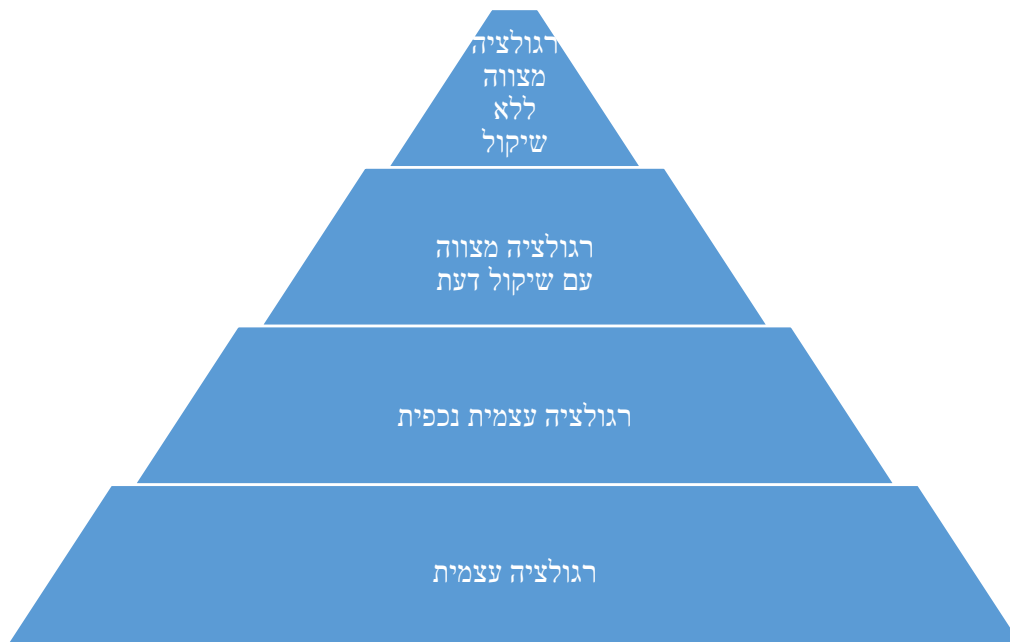 רגולציה
מצווה
ללא
שיקול
רגולציה מצווה
עם שיקול דעת
רגולציה עצמית נכפית
רגולציה עצמית